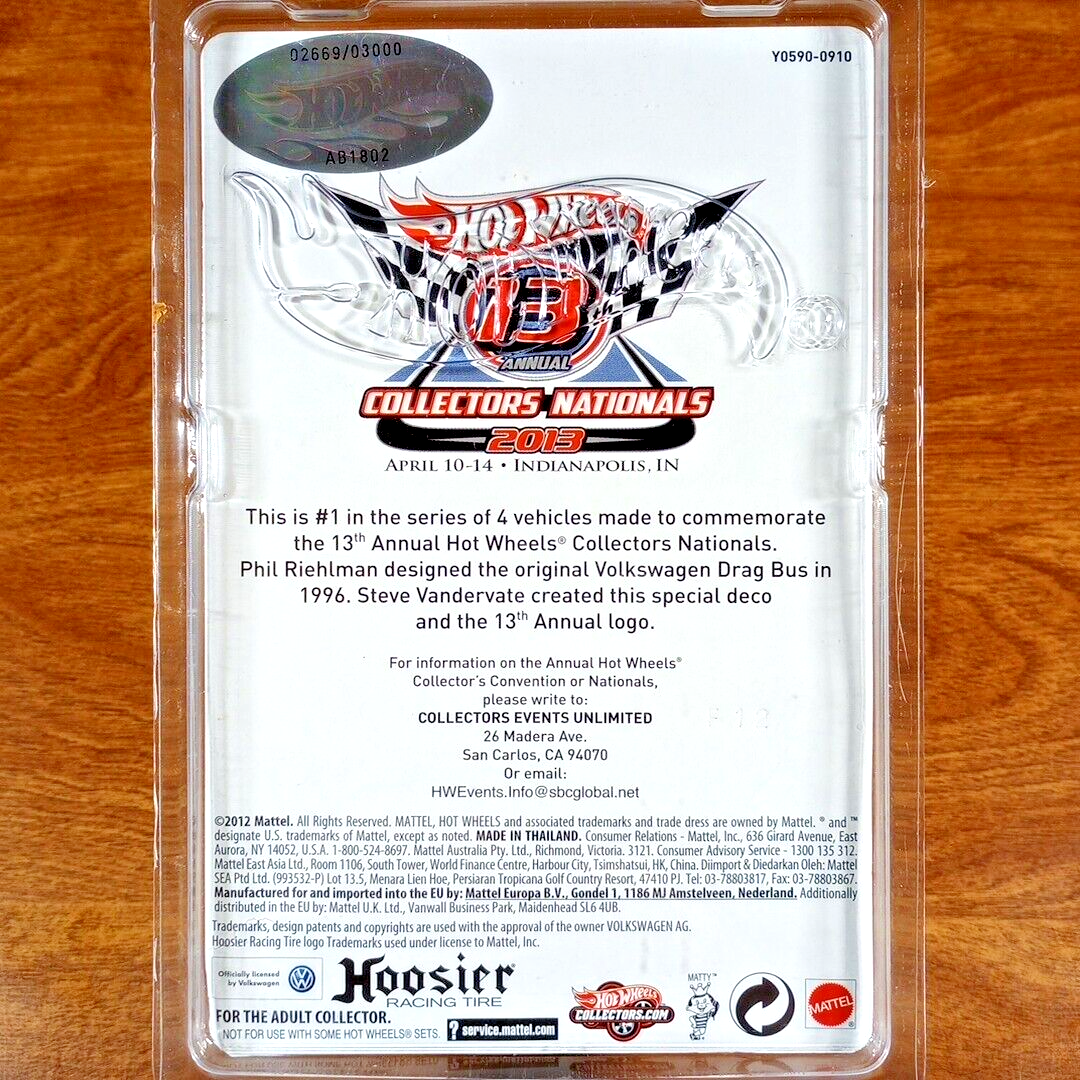 02669/03000
AB1802
Y0590-0910
HOT WHEELS
13
ANNUAL
COLLECTORS NATIONALS
2013
APRIL 10-14 • INDIANAPOLIS, IN
This is #1 in the series of 4 vehicles made to commemorate
the 13th Annual Hot Wheels® Collectors Nationals.
Phil Riehlman designed the original Volkswagen Drag Bus in
1996. Steve Vandervate created this special deco
and the 13th Annual logo.
For information on the Annual Hot Wheels®
Collector's Convention or Nationals,
please write to:
COLLECTORS EVENTS UNLIMITED
26 Madera Ave.
San Carlos, CA 94070
Or email:
HWEvents.Info@sbcglobal.net
©2012 Mattel. All Rights Reserved. MATTEL, HOT WHEELS and associated trademarks and trade dress are owned by Mattel. ® and ™
designate U.S. trademarks of Mattel, except as noted. MADE IN THAILAND. Consumer Relations - Mattel, Inc., 636 Girard Avenue, East
Aurora, NY 14052, U.S.A. 1-800-524-8697. Mattel Australia Pty. Ltd., Richmond, Victoria. 3121. Consumer Advisory Service - 1300 135 312.
Mattel East Asia Ltd., Room 1106, South Tower, World Finance Centre, Harbour City, Tsimshatsui, HK, China. Diimport & Diedarkan Oleh: Mattel
SEA Ptd Ltd. (993532-P) Lot 13.5, Menara Lien Hoe, Persiaran Tropicana Golf Country Resort, 47410 PJ. Tel: 03-78803817, Fax: 03-78803867.
Manufactured for and imported into the EU by: Mattel Europa B.V., Gondel 1, 1186 MJ Amstelveen, Nederland. Additionally
distributed in the EU by: Mattel U.K. Ltd., Vanwall Business Park, Maidenhead SL6 4UB.
Trademarks, design patents and copyrights are used with the approval of the owner VOLKSWAGEN AG.
Hoosier Racing Tire logo Trademarks used under license to Mattel, Inc.
Officially licensed
by Volkswagen
Hoosier®
RACING TIRE
FOR THE ADULT COLLECTOR.
NOT FOR USE WITH SOME HOT WHEELS® SETS.
? service.mattel.com
HOT WHEELS
COLLECTORS.COM
MATTY™
MATTEL®